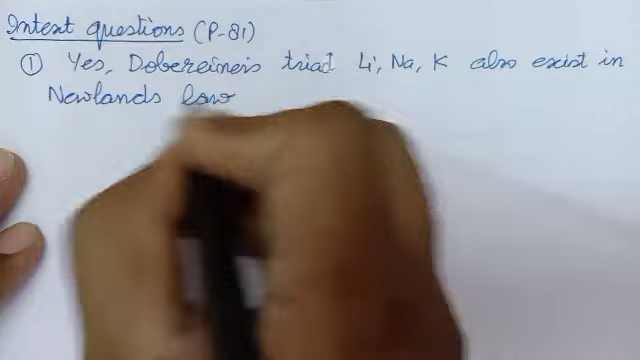 Intext questions (P-81)
① Yes, Dobereiner's triad Li, Na, K also exist in
Newlands law